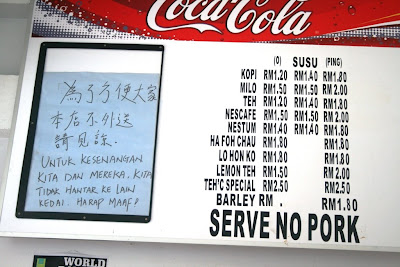 Coca-Cola
為了方便大家
本店不外送
請見諒.
UNTUK KESENANGAN
KITA DAN MEREKA. KITA
TIDAK HANTAR KE LAIN
KEDAI. HARAP MAAF!
(O) SUSU (PING)
KOPI RM1.20 RM1.40 RM1.80
MILO RM1.50 RM1.50 RM2.00
TEH RM1.20 RM1.40 RM1.80
NESCAFE RM1.50 RM1.50 RM2.00
NESTUM RM1.40 RM1.40 RM1.80
HA FOH CHAU RM1.80 RM1.80
LO HON KO RM1.80 RM1.80
LEMON TEH RM1.50 RM2.00
TEH'C SPECIAL RM2.50 RM2.50
BARLEY RM . RM1.80
SERVE NO PORK
WORLD